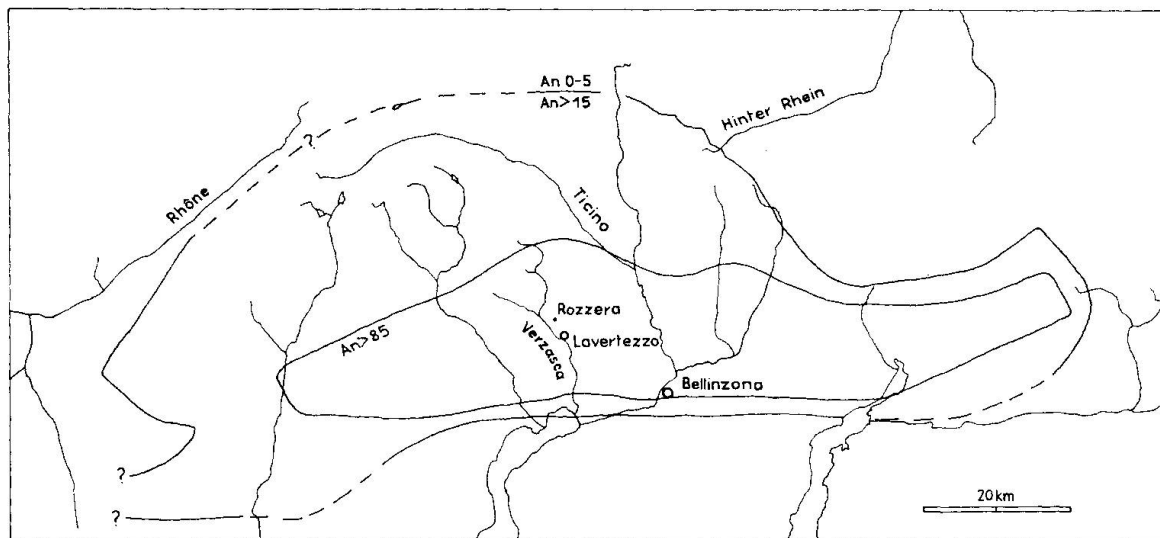 An 0-5
An>15
Hinter Rhein
?
Rhône
Ticino
An>85
Rozzera
Lavertezzo
Verzasca
Bellinzona
?
?
20km